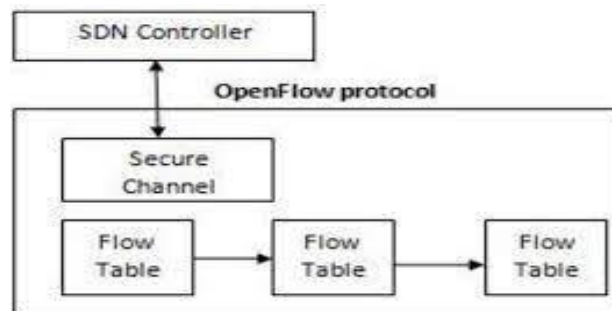 SDN Controller
OpenFlow protocol
Secure
Channel
Flow
Table
Flow
Table
Flow
Table